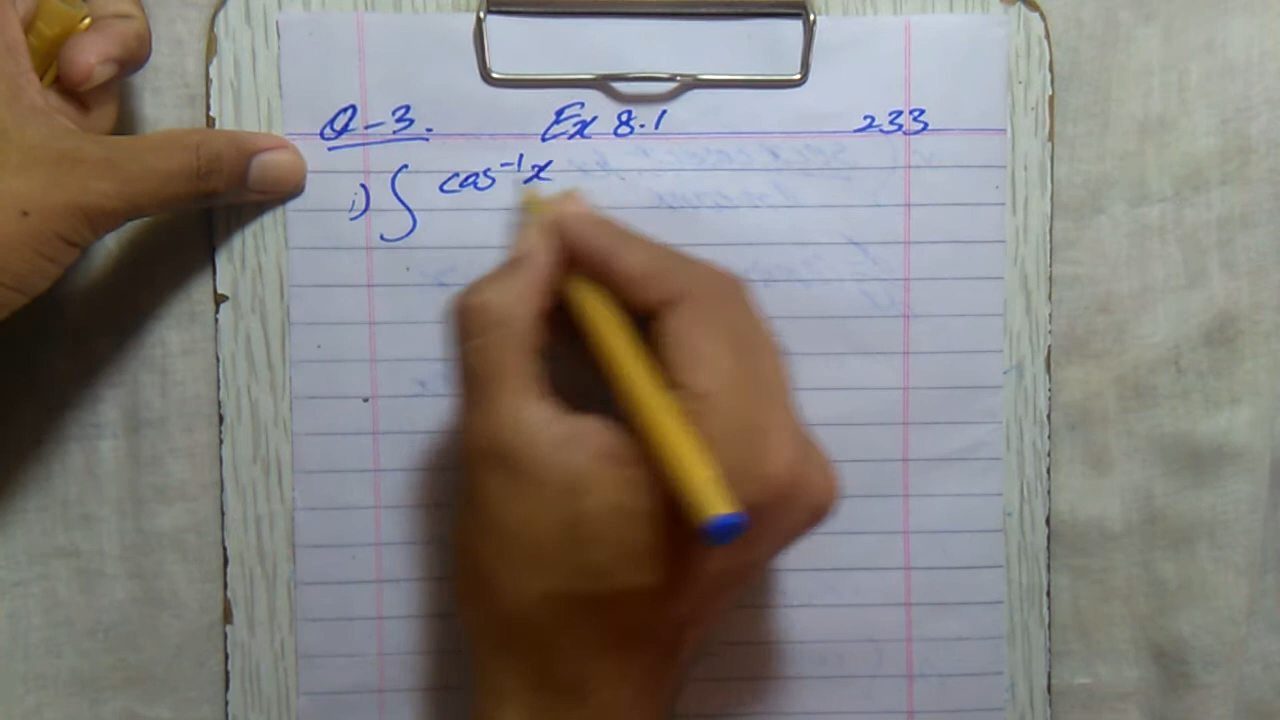 Q-3. Ex 8.1 233
i) ∫ cos⁻¹x